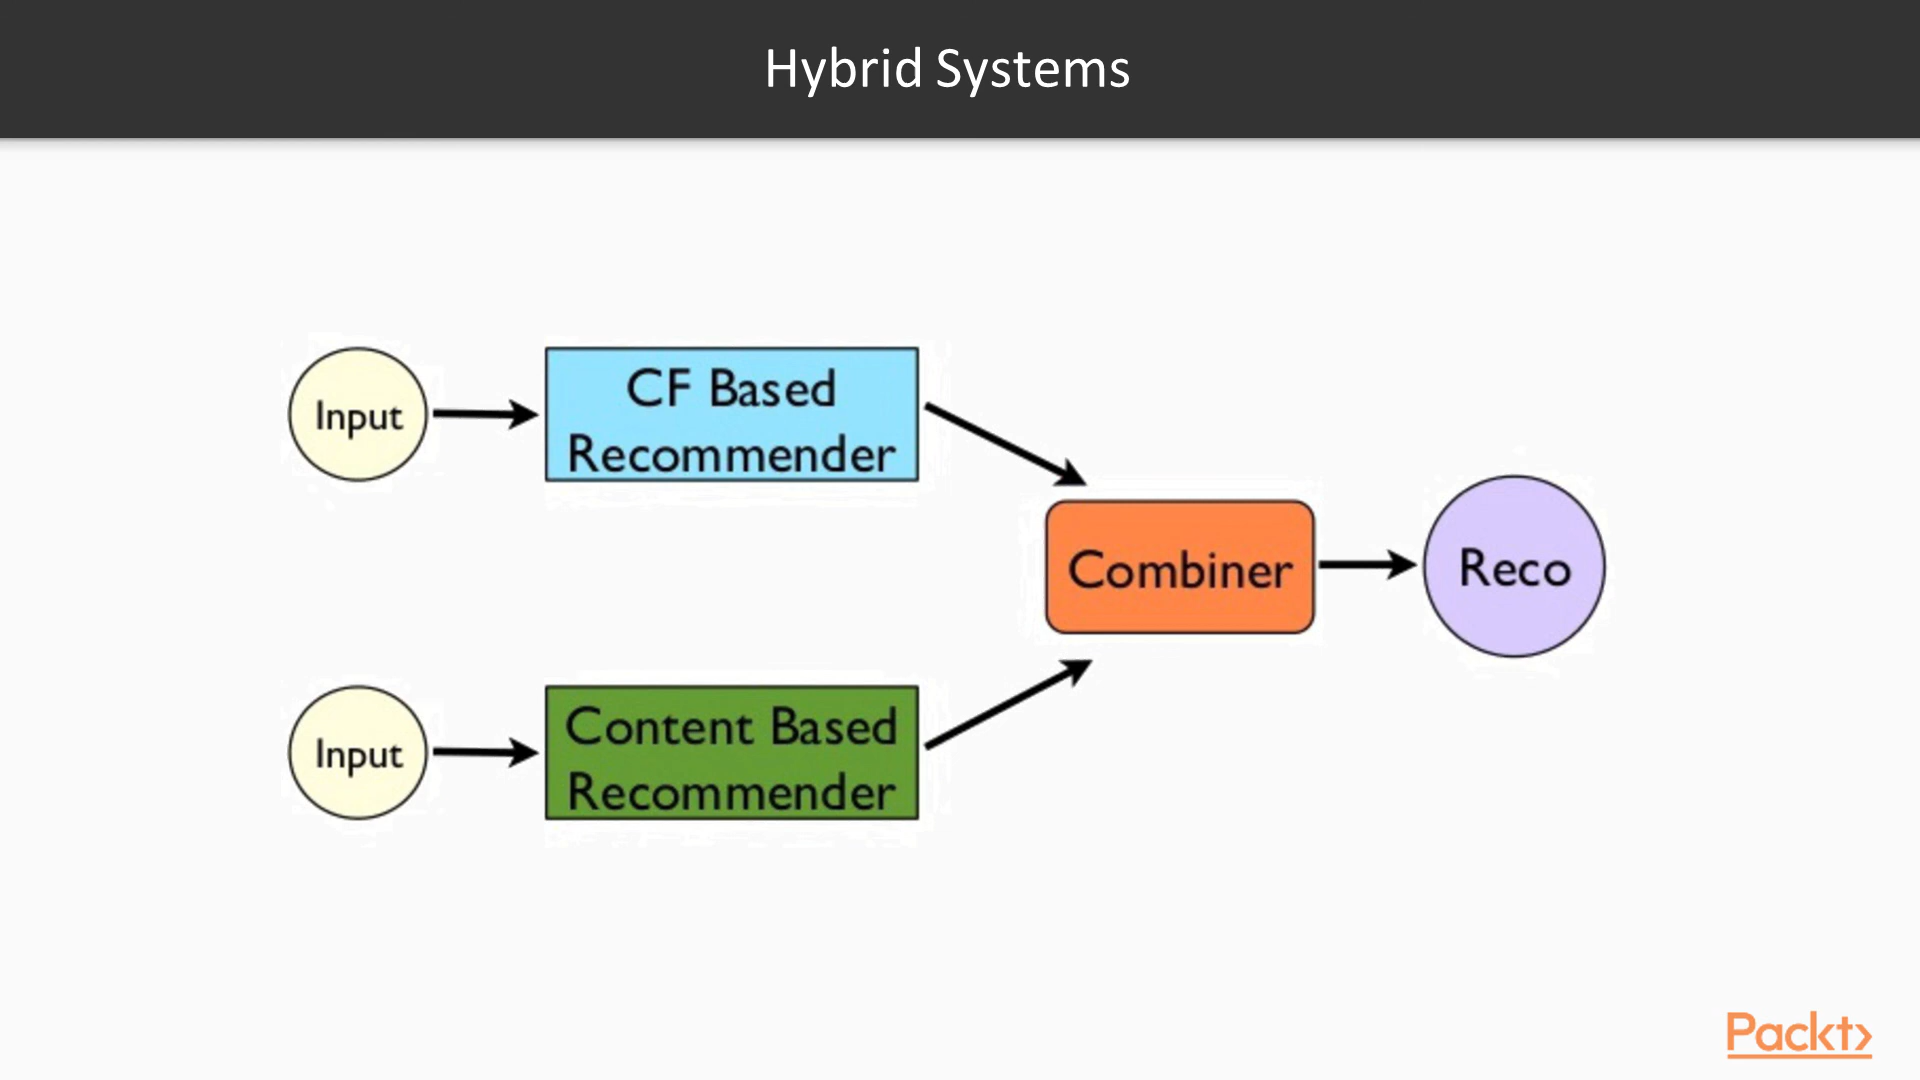 Hybrid Systems
Input
CF Based
Recommender
Combiner
Reco
Input
Content Based
Recommender
Packt>